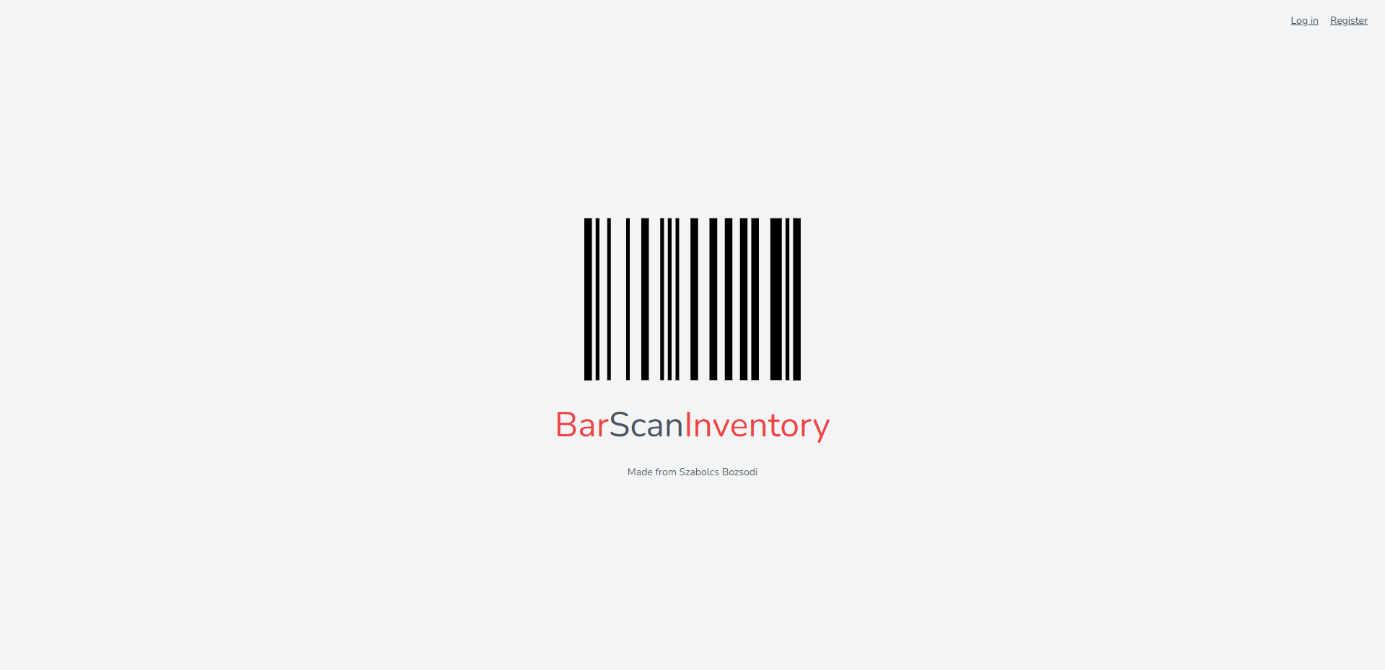 Log in Register
BarScanInventory
Made from Szabolcs Bozsodi